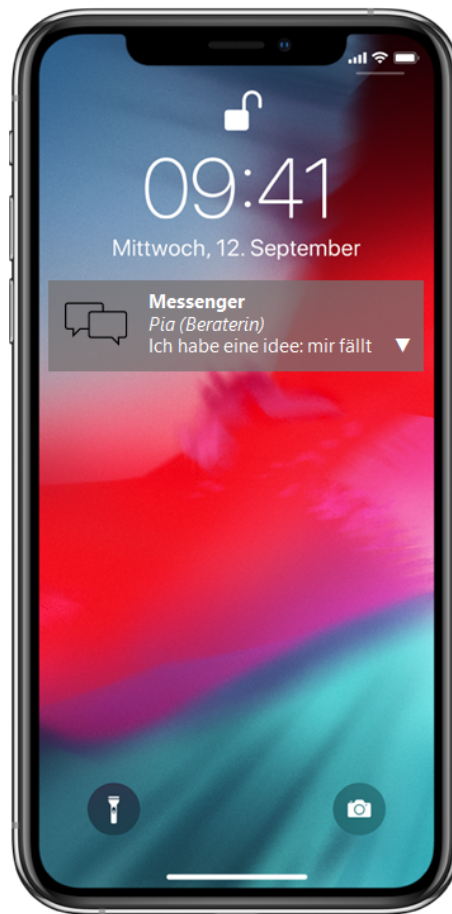 09:41
Mittwoch, 12. September
Messenger
Pia (Beraterin)
Ich habe eine idee: mir fällt